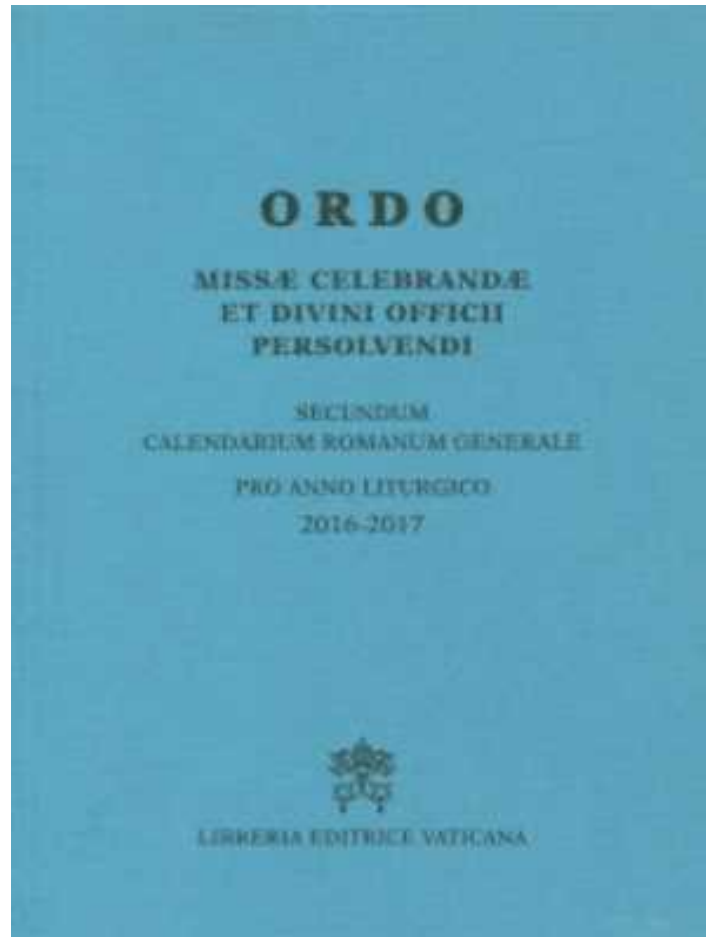 ORDO
MISSÆ CELEBRANDÆ
ET DIVINI OFFICII
PERSOLVENDI
SECUNDUM
CALENDARIUM ROMANUM GENERALE
PRO ANNO LITURGICO
2016-2017
LIBRERIA EDITRICE VATICANA